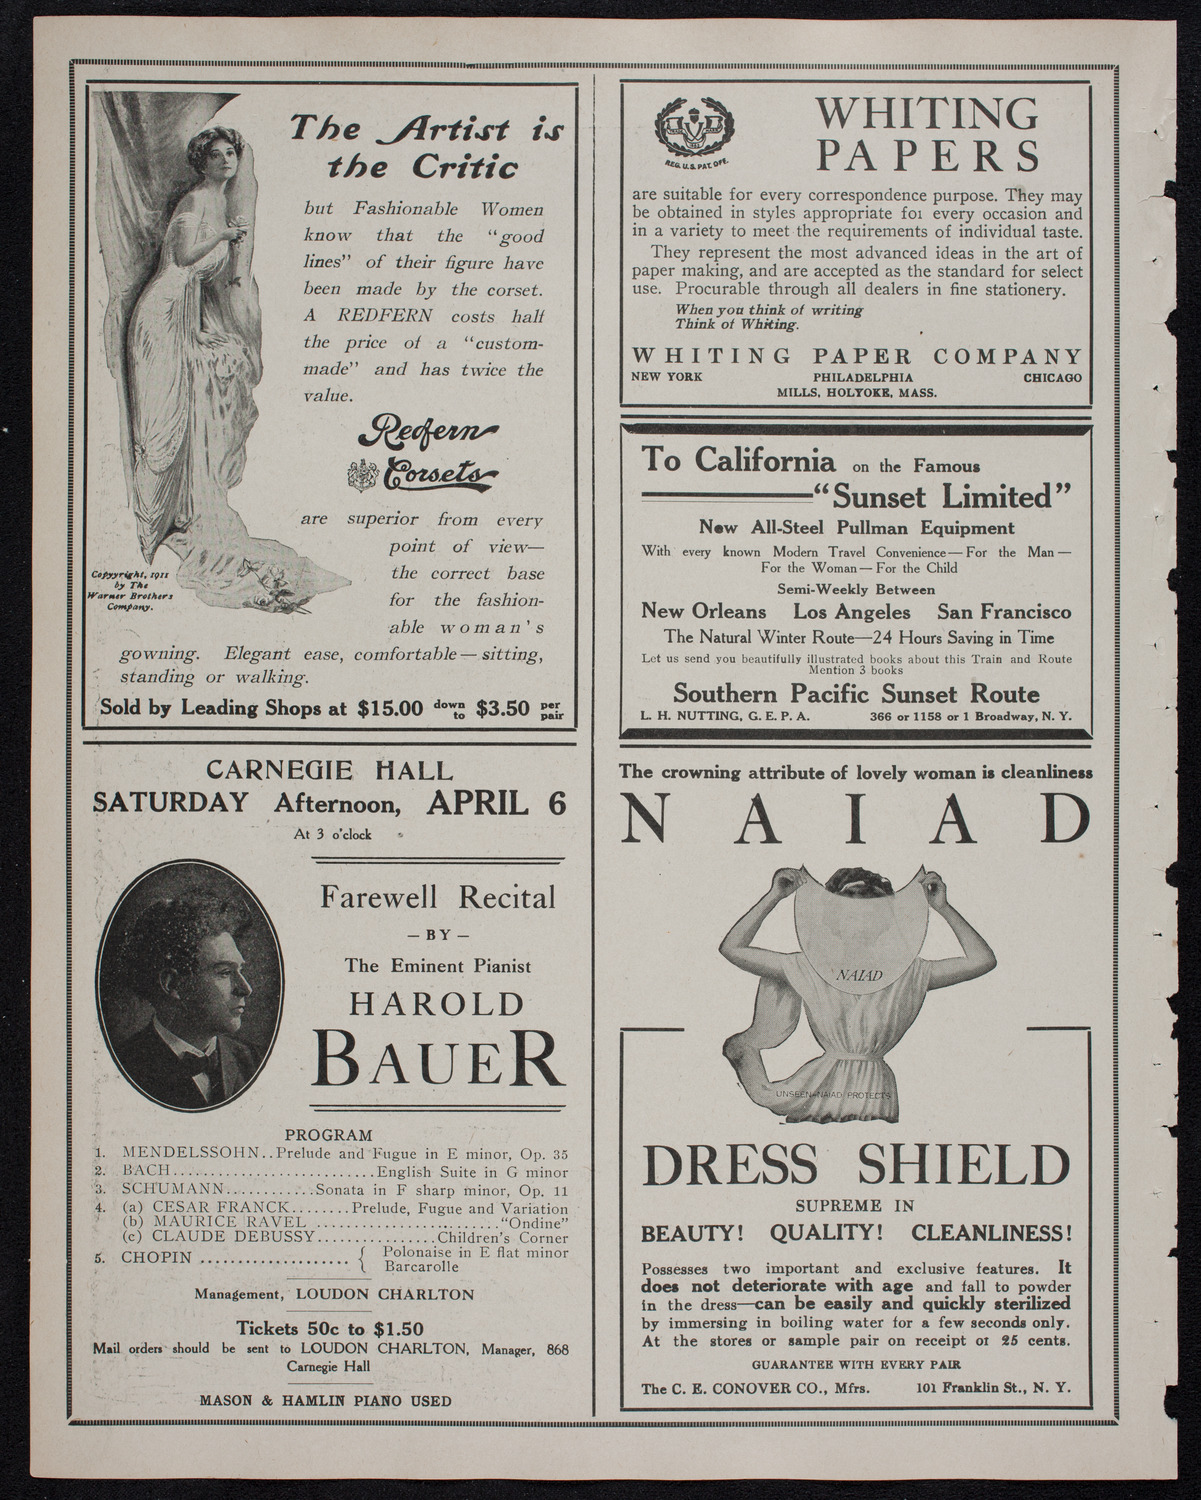 The Artist is
the Critic
but Fashionable Women
know that the "good
lines" of their figure have
been made by the corset.
A REDFERN costs half
the price of a "custom-
made" and has twice the
value.
Redfern
Corsets
are superior from every
point of view—
the correct base
for the fashion-
able woman's
gowning. Elegant ease, comfortable—sitting,
standing or walking.
Copyright, 1911
by The
Warner Brothers
Company.
Sold by Leading Shops at $15.00 down to $3.50 per pair
CARNEGIE HALL
SATURDAY Afternoon, APRIL 6
At 3 o'clock
Farewell Recital
— BY —
The Eminent Pianist
HAROLD
BAUER
PROGRAM
1. MENDELSSOHN..Prelude and Fugue in E minor, Op. 35
2. BACH...........................English Suite in G minor
3. SCHUMANN............Sonata in F sharp minor, Op. 11
4. (a) CESAR FRANCK........Prelude, Fugue and Variation
(b) MAURICE RAVEL ........................"Ondine"
(c) CLAUDE DEBUSSY................Children's Corner
5. CHOPIN .................... { Polonaise in E flat minor
Barcarolle
Management, LOUDON CHARLTON
Tickets 50c to $1.50
Mail orders should be sent to LOUDON CHARLTON, Manager, 868
Carnegie Hall
MASON & HAMLIN PIANO USED
REG. U.S. PAT. OFF.
WHITING
PAPERS
are suitable for every correspondence purpose. They may
be obtained in styles appropriate for every occasion and
in a variety to meet the requirements of individual taste.
They represent the most advanced ideas in the art of
paper making, and are accepted as the standard for select
use. Procurable through all dealers in fine stationery.
When you think of writing
Think of Whiting.
WHITING PAPER COMPANY
NEW YORK PHILADELPHIA CHICAGO
MILLS, HOLYOKE, MASS.
To California on the Famous
"Sunset Limited"
New All-Steel Pullman Equipment
With every known Modern Travel Convenience—For the Man—
For the Woman—For the Child
Semi-Weekly Between
New Orleans Los Angeles San Francisco
The Natural Winter Route—24 Hours Saving in Time
Let us send you beautifully illustrated books about this Train and Route
Mention 3 books
Southern Pacific Sunset Route
L. H. NUTTING, G. E. P. A. 366 or 1158 or 1 Broadway, N. Y.
The crowning attribute of lovely woman is cleanliness
NAIAD
NAIAD
UNSEEN-NAIAD PROTECTS
DRESS SHIELD
SUPREME IN
BEAUTY! QUALITY! CLEANLINESS!
Possesses two important and exclusive features. It
does not deteriorate with age and fall to powder
in the dress—can be easily and quickly sterilized
by immersing in boiling water for a few seconds only.
At the stores or sample pair on receipt of 25 cents.
GUARANTEE WITH EVERY PAIR
The C. E. CONOVER CO., Mfrs. 101 Franklin St., N. Y.